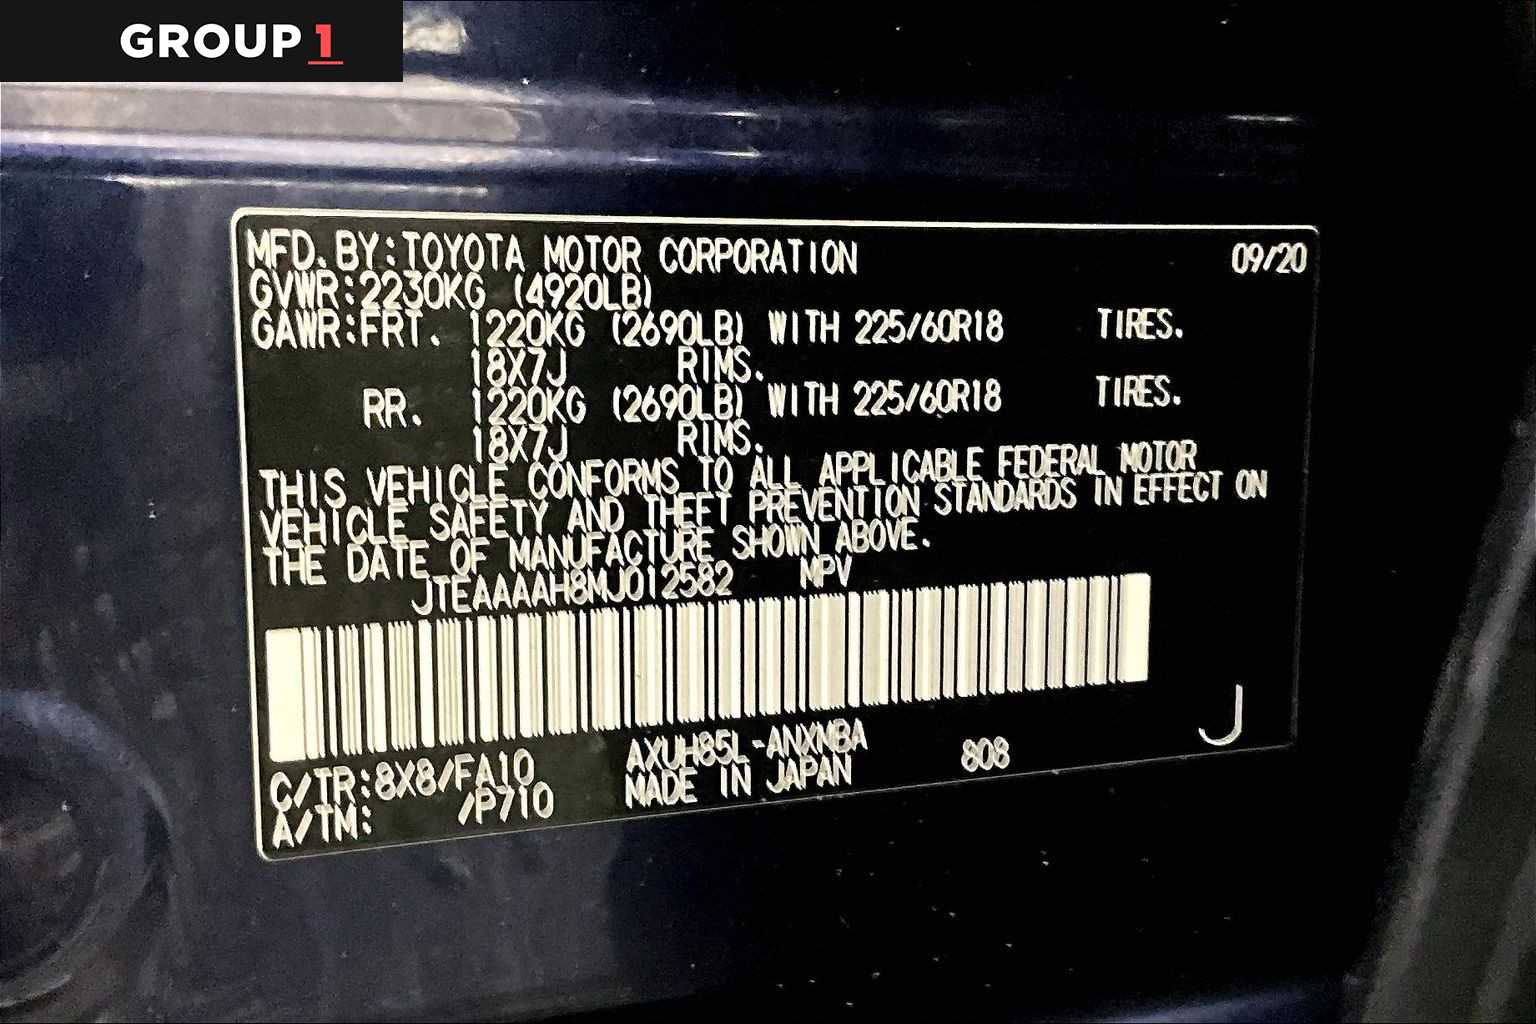 GROUP 1
MFD. BY: TOYOTA MOTOR CORPORATION 09/20
GVWR: 2230KG (4920LB)
GAWR: FRT. 1220KG (2690LB) WITH 225/60R18 TIRES.
18X7J RIMS.
RR. 1220KG (2690LB) WITH 225/60R18 TIRES.
18X7J RIMS.
THIS VEHICLE CONFORMS TO ALL APPLICABLE FEDERAL MOTOR
VEHICLE SAFETY AND THEFT PREVENTION STANDARDS IN EFFECT ON
THE DATE OF MANUFACTURE SHOWN ABOVE.
JTEAAAAH8MJ012582 MPV
C/TR: 8X8/FA10 AXUH85L-ANXMBA 808 J
A/TM: /P710 MADE IN JAPAN